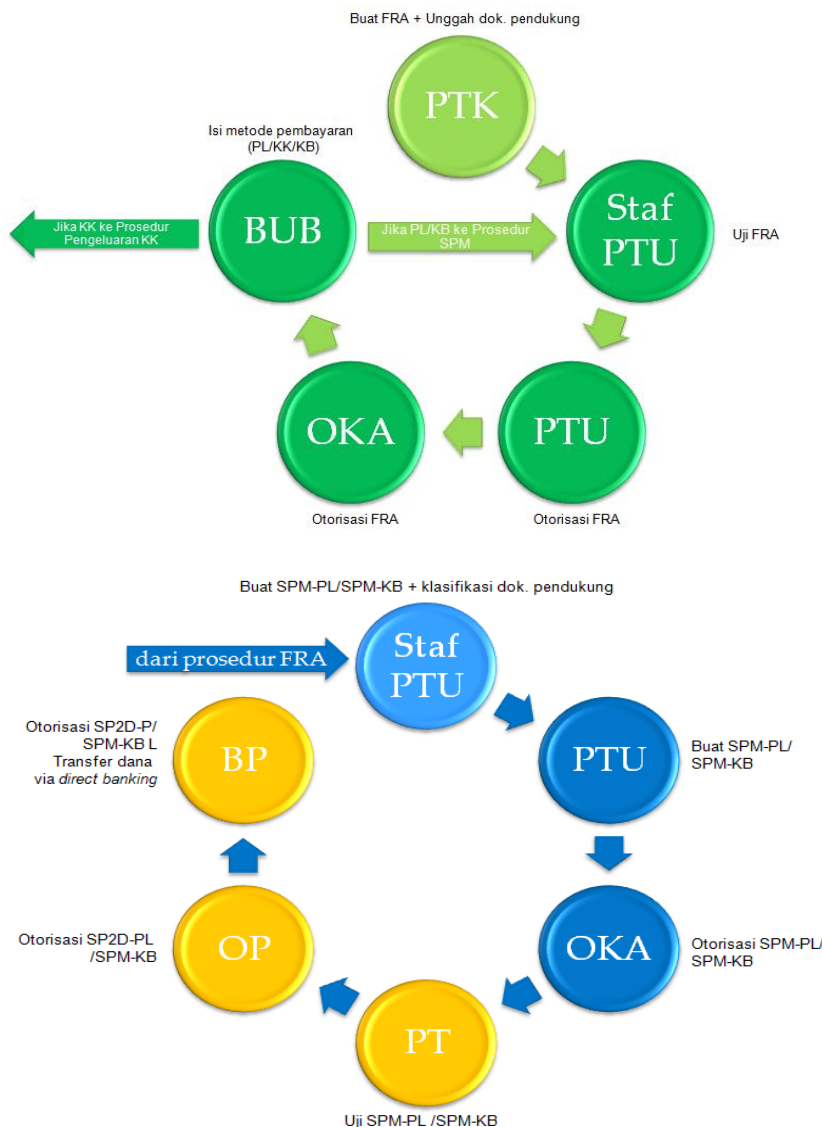 Buat FRA + Unggah dok. pendukung
PTK
Isi metode pembayaran
(PL/KK/KB)
BUB
Jika KK ke Prosedur
Pengeluaran KK
Jika PL/KB ke Prosedur
SPM
Staf
PTU
Uji FRA
OKA
PTU
Otorisasi FRA
Otorisasi FRA
Buat SPM-PL/SPM-KB + klasifikasi dok. pendukung
dari prosedur FRA
Staf
PTU
Otorisasi SP2D-P/
SPM-KB L
Transfer dana
via direct banking
BP
PTU
Buat SPM-PL/
SPM-KB
Otorisasi SP2D-PL
/SPM-KB
OP
OKA
Otorisasi SPM-PL/
SPM-KB
PT
Uji SPM-PL /SPM-KB